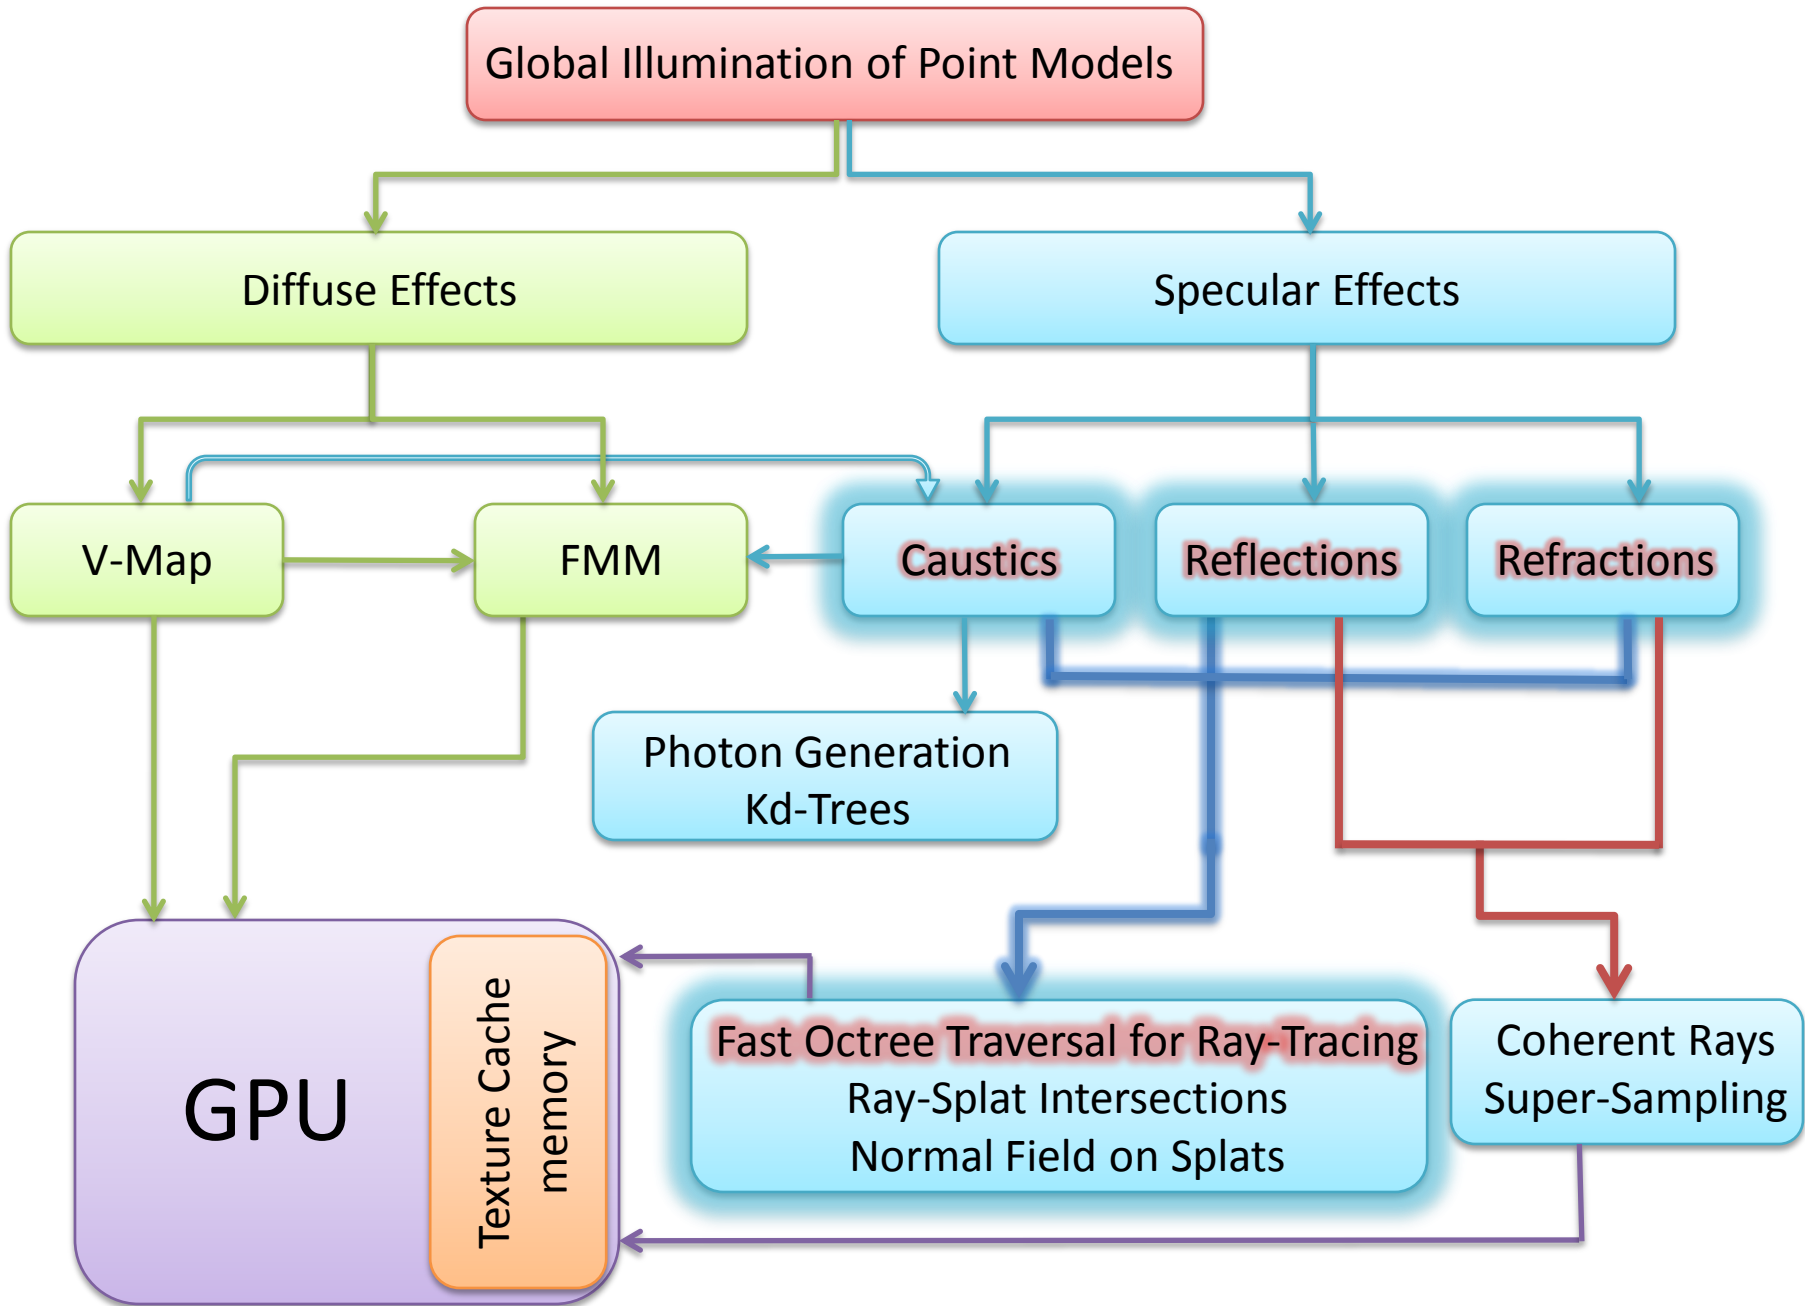 Global Illumination of Point Models
Diffuse Effects
Specular Effects
V-Map
FMM
Caustics
Reflections
Refractions
Photon Generation
Kd-Trees
GPU
Texture Cache
memory
Fast Octree Traversal for Ray-Tracing
Ray-Splat Intersections
Normal Field on Splats
Coherent Rays
Super-Sampling